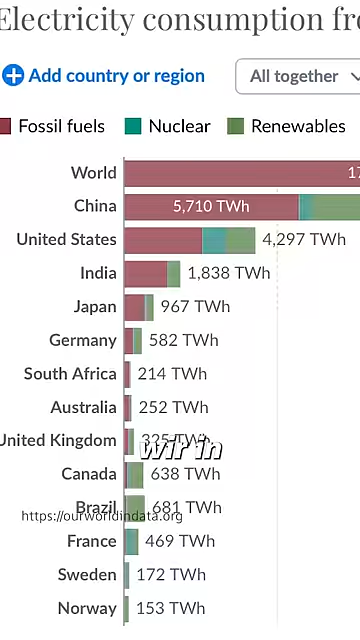 Electricity consumption fr
Add country or region
All together
Fossil fuels Nuclear Renewables
World 17
China 5,710 TWh
United States 4,297 TWh
India 1,838 TWh
Japan 967 TWh
Germany 582 TWh
South Africa 214 TWh
Australia 252 TWh
United Kingdom 325 TWh
wir in
Canada 638 TWh
Brazil 681 TWh
https://ourworldindata.org
France 469 TWh
Sweden 172 TWh
Norway 153 TWh